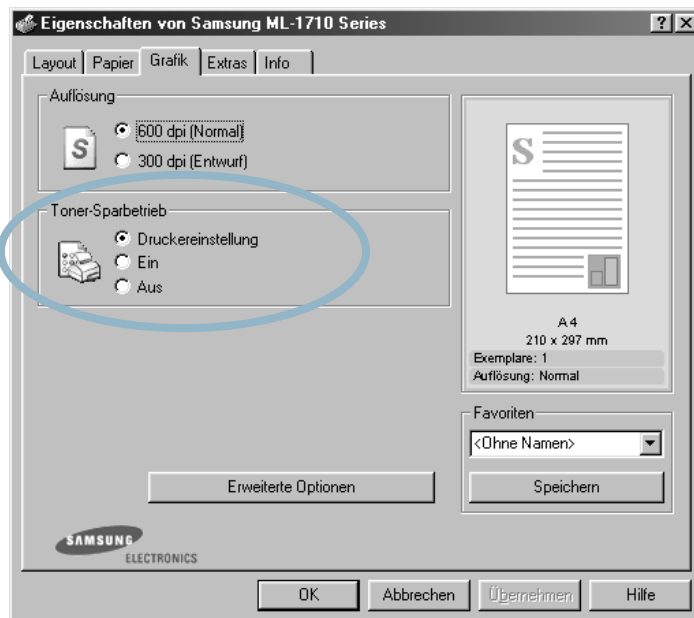 Eigenschaften von Samsung ML-1710 Series
Layout Papier Grafik Extras Info
Auflösung
600 dpi (Normal)
300 dpi (Entwurf)
Toner-Sparbetrieb
Druckereinstellung
Ein
Aus
S
S
A4
210 x 297 mm
Exemplare: 1
Auflösung: Normal
Favoriten
<Ohne Namen>
Erweiterte Optionen
Speichern
SAMSUNG
ELECTRONICS
OK Abbrechen Übernehmen Hilfe